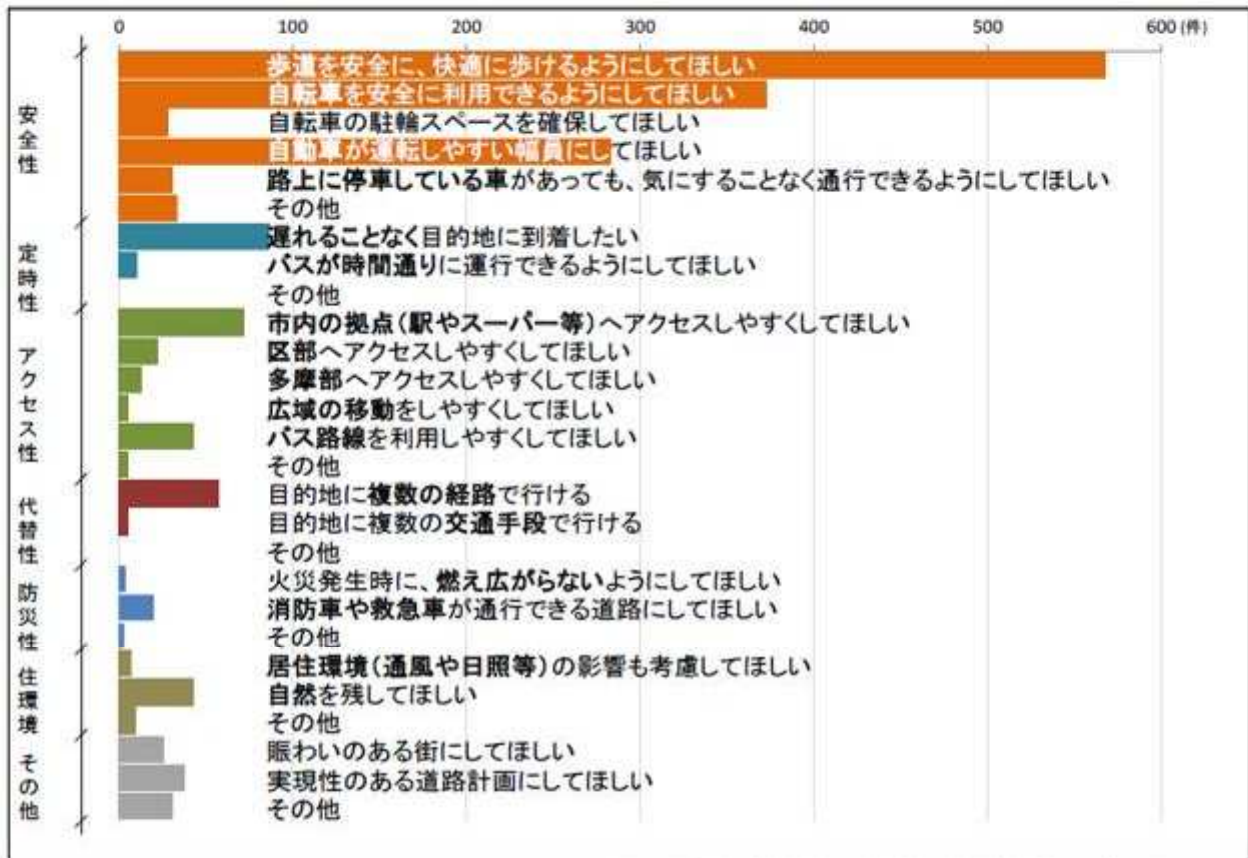 0 100 200 300 400 500 600 (件)
安全性
歩道を安全に、快適に歩けるようにしてほしい
自転車を安全に利用できるようにしてほしい
自転車の駐輪スペースを確保してほしい
自動車が運転しやすい幅員にしてほしい
路上に停車している車があっても、気にすることなく通行できるようにしてほしい
その他
定時性
遅れることなく目的地に到着したい
バスが時間通りに運行できるようにしてほしい
その他
アクセス性
市内の拠点(駅やスーパー等)へアクセスしやすくしてほしい
区部へアクセスしやすくしてほしい
多摩部へアクセスしやすくしてほしい
広域の移動をしやすくしてほしい
バス路線を利用しやすくしてほしい
その他
代替性
目的地に複数の経路で行ける
目的地に複数の交通手段で行ける
その他
防災性
火災発生時に、燃え広がらないようにしてほしい
消防車や救急車が通行できる道路にしてほしい
その他
住環境
居住環境(通風や日照等)の影響も考慮してほしい
自然を残してほしい
その他
その他
賑わいのある街にしてほしい
実現性のある道路計画にしてほしい
その他